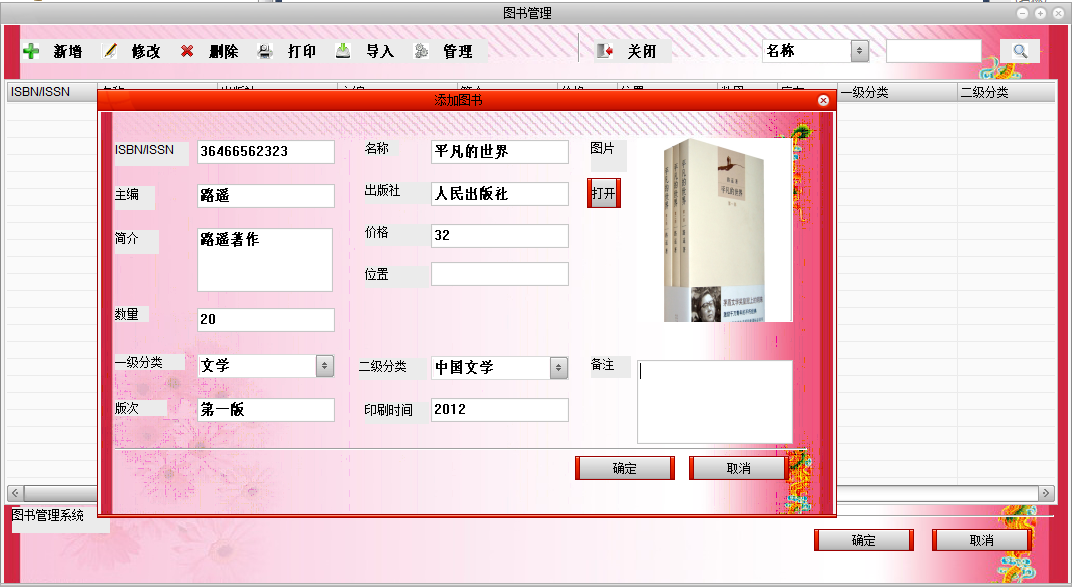 图书管理
新增 修改 删除 打印 导入 管理 关闭 名称
ISBN/ISSN 一级分类 二级分类
添加图书
ISBN/ISSN 36466562323 名称 平凡的世界 图片
主编 路遥 出版社 人民出版社 打开
简介 路遥著作 价格 32
位置
数量 20
一级分类 文学 二级分类 中国文学 备注
版次 第一版 印刷时间 2012
平凡的世界
确定 取消
图书管理系统
确定 取消